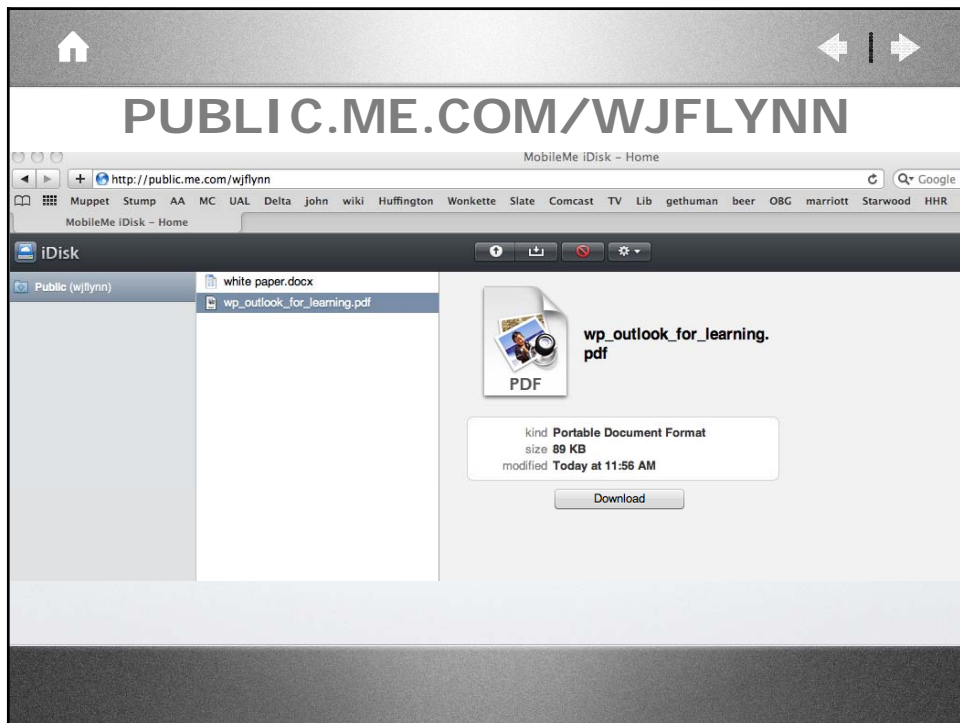 PUBLIC.ME.COM/WJFLYNN
MobileMe iDisk – Home
http://public.me.com/wjflynn
Google
Muppet Stump AA MC UAL Delta john wiki Huffington Wonkette Slate Comcast TV Lib gethuman beer OBG marriott Starwood HHR
MobileMe iDisk – Home
iDisk
Public (wjflynn)
white paper.docx
wp_outlook_for_learning.pdf
wp_outlook_for_learning.
pdf
PDF
kind Portable Document Format
size 89 KB
modified Today at 11:56 AM
Download